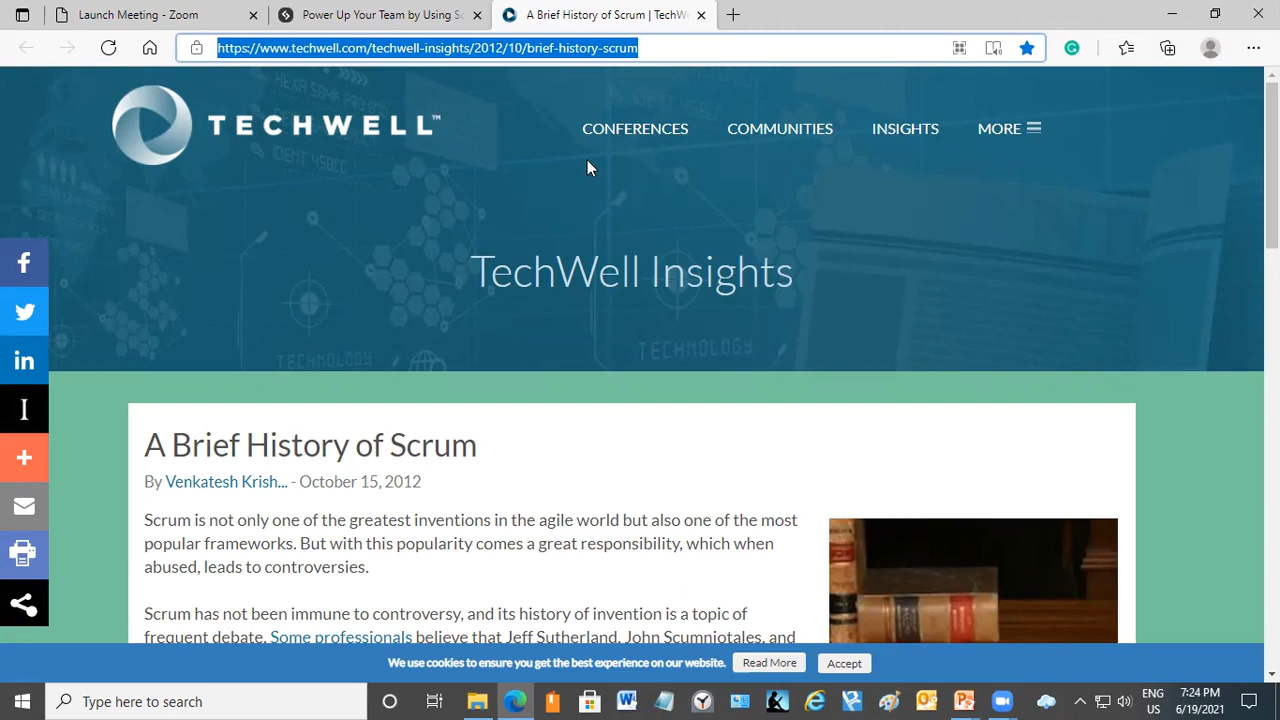 Launch Meeting - Zoom
Power Up Your Team by Using Sc
A Brief History of Scrum | TechWe
https://www.techwell.com/techwell-insights/2012/10/brief-history-scrum
TECHWELL™
CONFERENCES
COMMUNITIES
INSIGHTS
MORE
TechWell Insights
TECHNOLOGY
TECHNOLOGY
A Brief History of Scrum
By Venkatesh Krish... - October 15, 2012
Scrum is not only one of the greatest inventions in the agile world but also one of the most
popular frameworks. But with this popularity comes a great responsibility, which when
abused, leads to controversies.
Scrum has not been immune to controversy, and its history of invention is a topic of
frequent debate. Some professionals believe that Jeff Sutherland, John Scumniotales, and
We use cookies to ensure you get the best experience on our website.
Read More
Accept
Type here to search
ENG
US
7:24 PM
6/19/2021